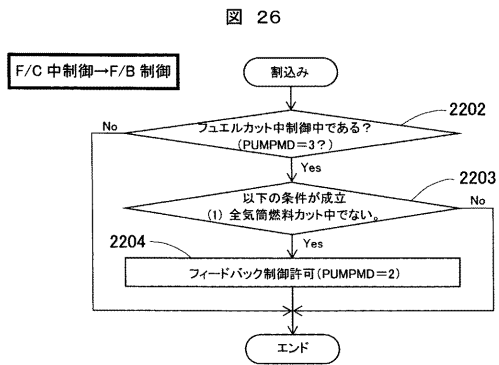 図 26
F/C 中制御→F/B 制御
割込み
2202
フュエルカット中制御中である？
(PUMPMD＝3？)
No
Yes
2203
以下の条件が成立
(1) 全気筒燃料カット中でない。
No
Yes
2204
フィードバック制御許可(PUMPMD＝2)
エンド